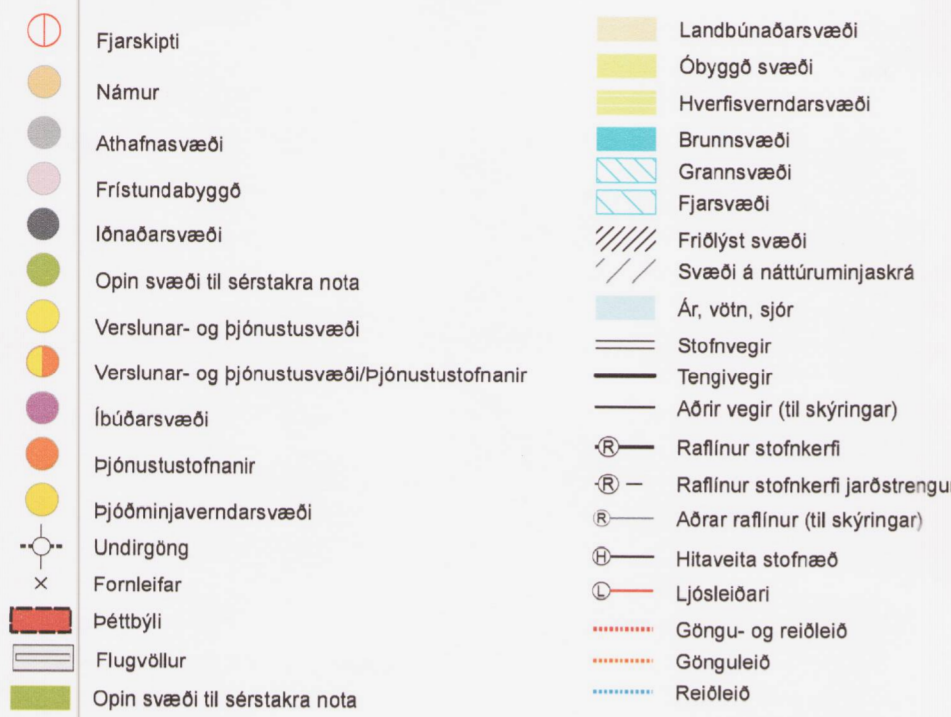 Fjarskipti
Námur
Athafnasvæði
Frístundabyggð
Iðnaðarsvæði
Opin svæði til sérstakra nota
Verslunar- og þjónustusvæði
Verslunar- og þjónustusvæði/Þjónustustofnanir
Íbúðarsvæði
Þjónustustofnanir
Þjóðminjaverndarsvæði
Undirgöng
Fornleifar
Þéttbýli
Flugvöllur
Opin svæði til sérstakra nota
Landbúnaðarsvæði
Óbyggð svæði
Hverfisverndarsvæði
Brunnsvæði
Grannsvæði
Fjarsvæði
Friðlýst svæði
Svæði á náttúruminjaskrá
Ár, vötn, sjór
Stofnvegir
Tengivegir
Aðrir vegir (til skýringar)
R Raflínur stofnkerfi
R Raflínur stofnkerfi jarðstrengur
R Aðrar raflínur (til skýringar)
H Hitaveita stofnæð
L Ljósleiðari
Göngu- og reiðleið
Gönguleið
Reiðleið